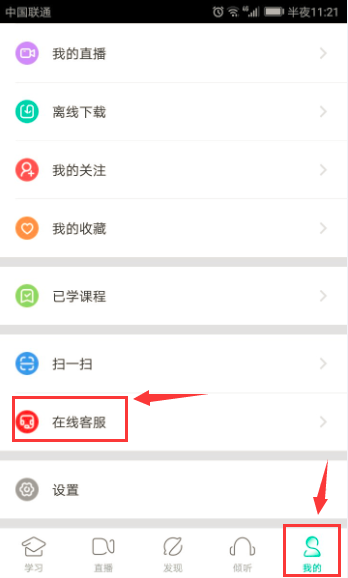 中国联通 46 半夜11:21
我的直播
离线下载
我的关注
我的收藏
已学课程
扫一扫
在线客服
设置
学习 直播 发现 倾听 我的